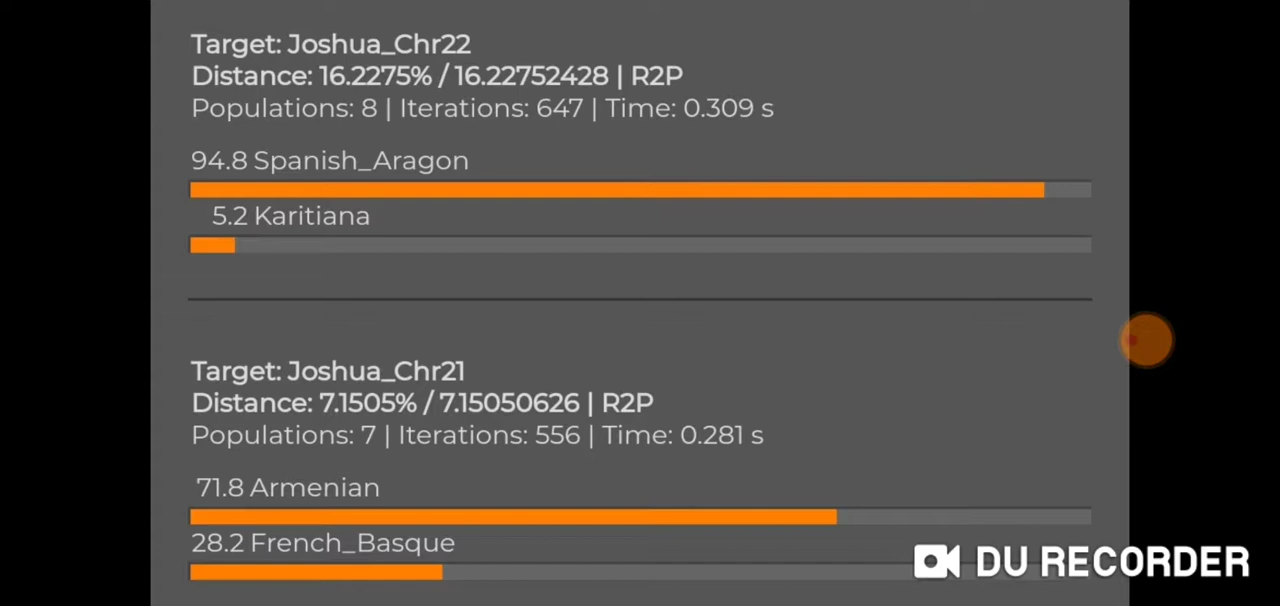 Target: Joshua_Chr22
Distance: 16.2275% / 16.22752428 | R2P
Populations: 8 | Iterations: 647 | Time: 0.309 s
94.8 Spanish_Aragon
5.2 Karitiana
Target: Joshua_Chr21
Distance: 7.1505% / 7.15050626 | R2P
Populations: 7 | Iterations: 556 | Time: 0.281 s
71.8 Armenian
28.2 French_Basque
DU RECORDER